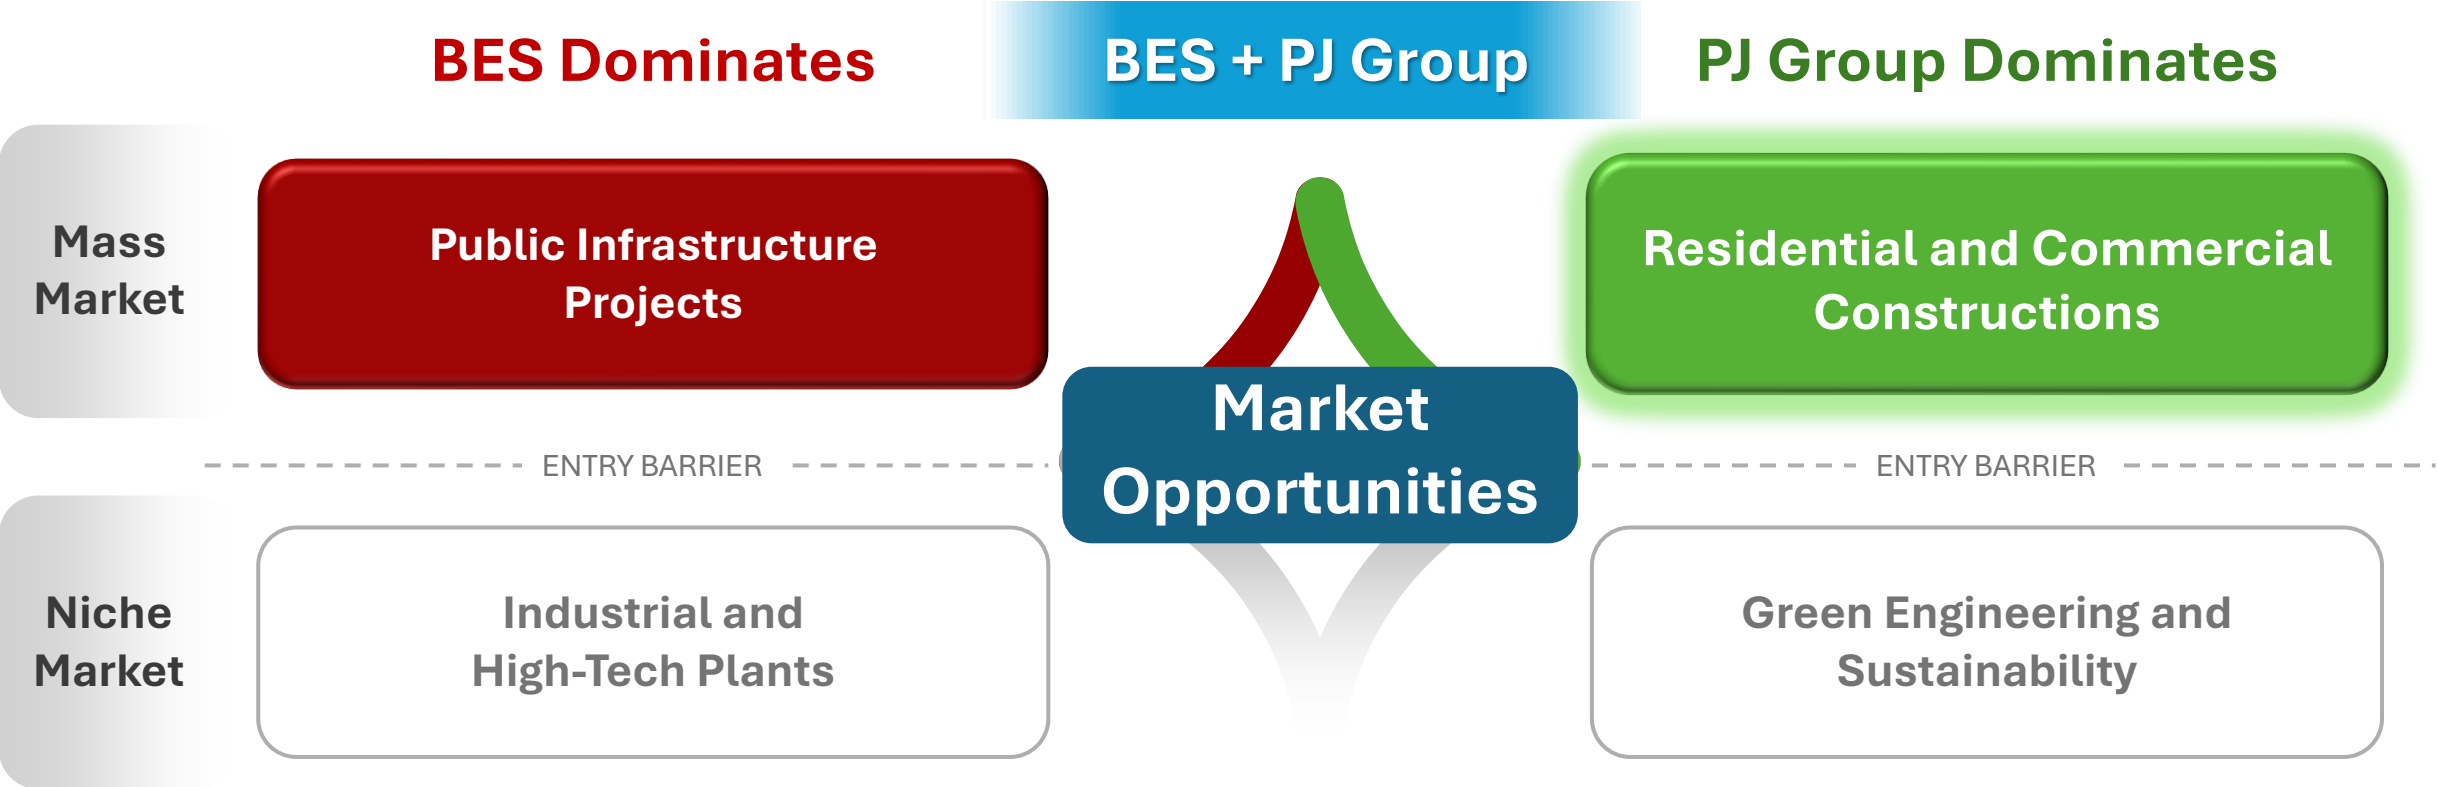 BES Dominates
BES + PJ Group
PJ Group Dominates
Mass
Market
Public Infrastructure
Projects
Residential and Commercial
Constructions
Market
Opportunities
ENTRY BARRIER
ENTRY BARRIER
Niche
Market
Industrial and
High-Tech Plants
Green Engineering and
Sustainability